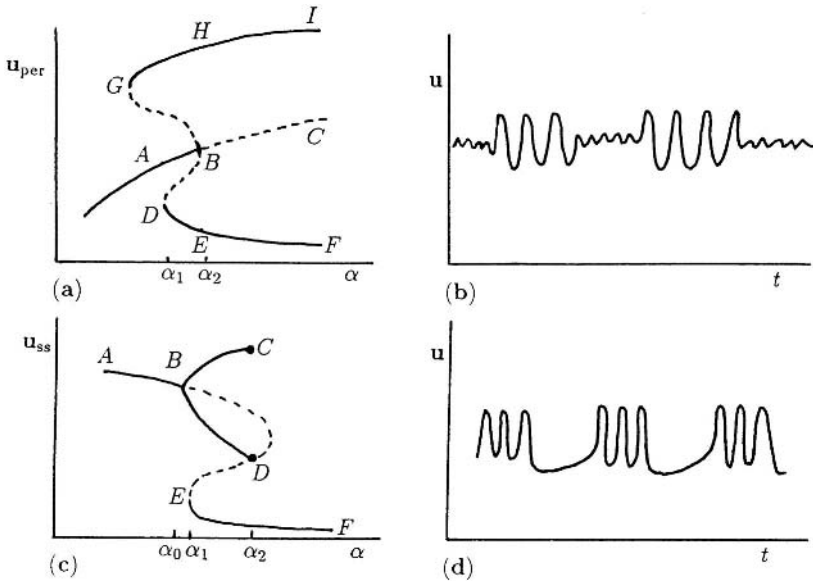 u_per
G
H
I
A
B
C
D
E
F
α₁ α₂ α
(a)
u
t
(b)
u_ss
A
B
C
D
E
F
α₀ α₁ α₂ α
(c)
u
t
(d)